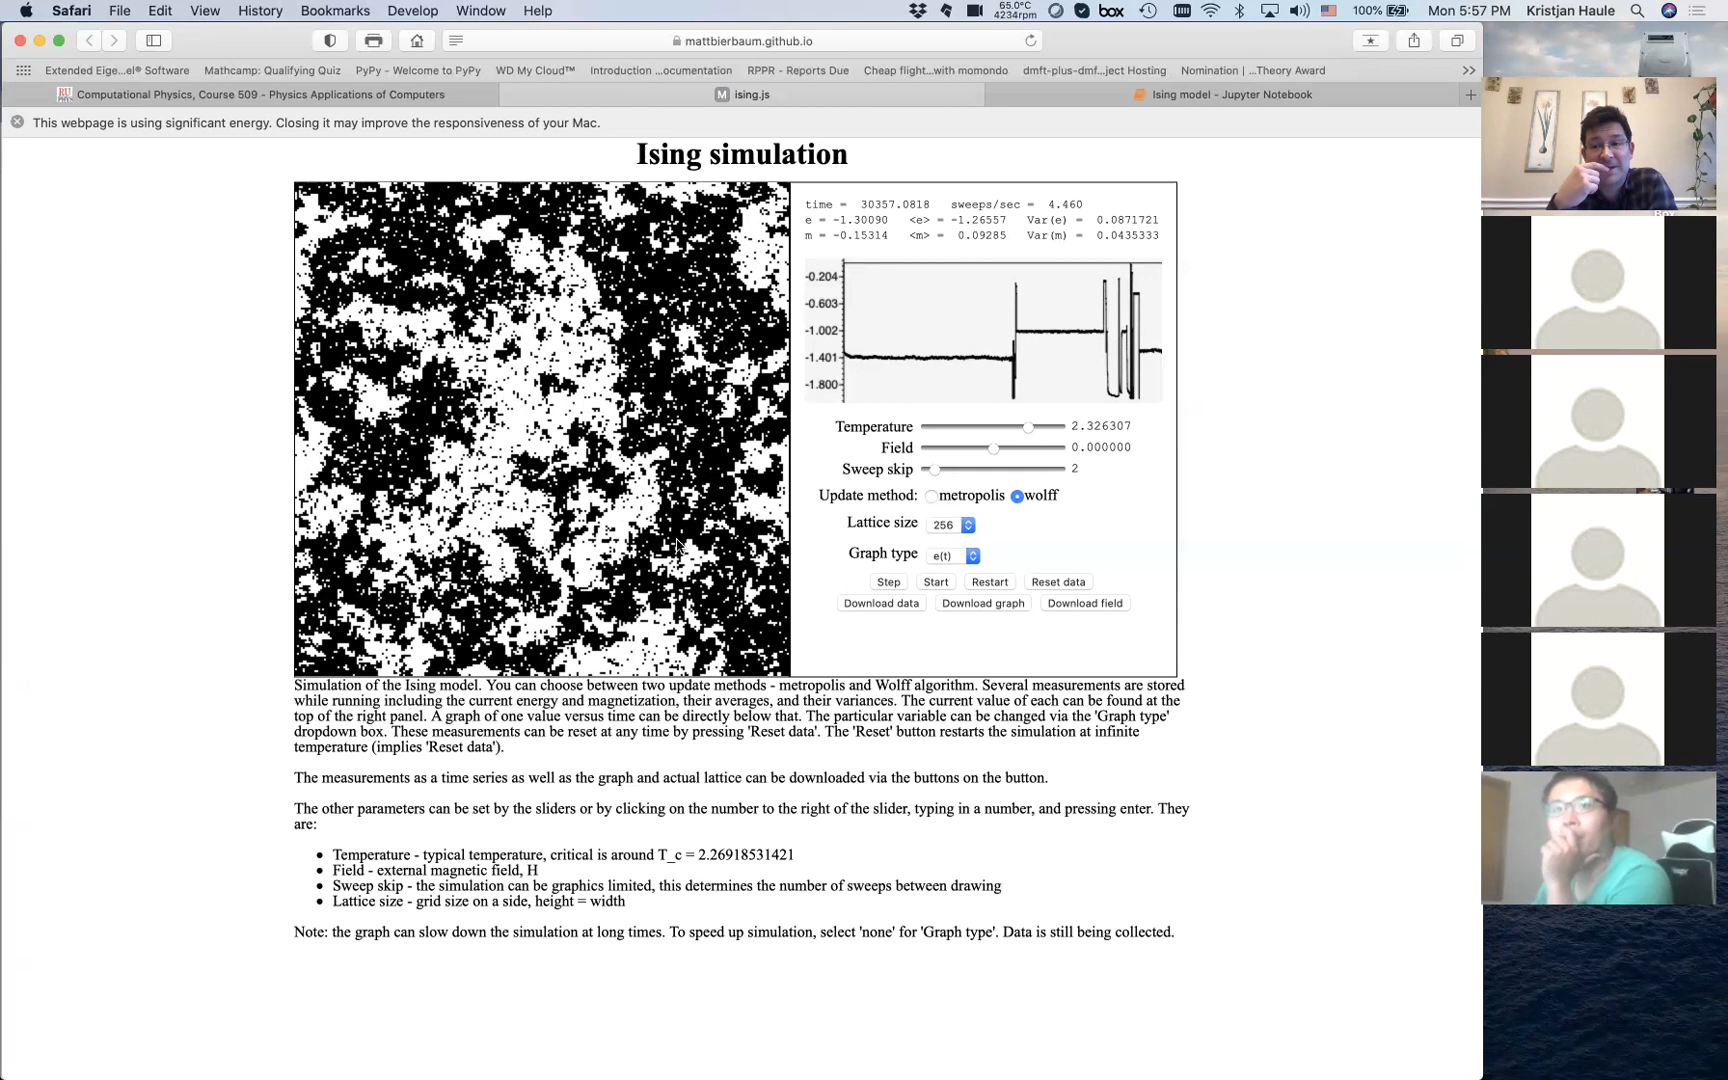 Safari File Edit View History Bookmarks Develop Window Help 65.0°C 4234rpm box 100% Mon 5:57 PM Kristjan Haule
mattbierbaum.github.io
Extended Eige...el® Software Mathcamp: Qualifying Quiz PyPy - Welcome to PyPy WD My Cloud™ Introduction ...ocumentation RPPR - Reports Due Cheap flight...with momondo dmft-plus-dmf...ject Hosting Nomination | ...Theory Award
Computational Physics, Course 509 - Physics Applications of Computers ising.js Ising model - Jupyter Notebook
This webpage is using significant energy. Closing it may improve the responsiveness of your Mac.
Ising simulation
time = 30357.0818 sweeps/sec = 4.460
e = -1.30090 <e> = -1.26557 Var(e) = 0.0871721
m = -0.15314 <m> = 0.09285 Var(m) = 0.0435333
-0.204
-0.603
-1.002
-1.401
-1.800
Temperature 2.326307
Field 0.000000
Sweep skip 2
Update method: metropolis wolff
Lattice size 256
Graph type e(t)
Step Start Restart Reset data
Download data Download graph Download field
Simulation of the Ising model. You can choose between two update methods - metropolis and Wolff algorithm. Several measurements are stored
while running including the current energy and magnetization, their averages, and their variances. The current value of each can be found at the
top of the right panel. A graph of one value versus time can be directly below that. The particular variable can be changed via the 'Graph type'
dropdown box. These measurements can be reset at any time by pressing 'Reset data'. The 'Reset' button restarts the simulation at infinite
temperature (implies 'Reset data').
The measurements as a time series as well as the graph and actual lattice can be downloaded via the buttons on the button.
The other parameters can be set by the sliders or by clicking on the number to the right of the slider, typing in a number, and pressing enter. They
are:
• Temperature - typical temperature, critical is around T_c = 2.26918531421
• Field - external magnetic field, H
• Sweep skip - the simulation can be graphics limited, this determines the number of sweeps between drawing
• Lattice size - grid size on a side, height = width
Note: the graph can slow down the simulation at long times. To speed up simulation, select 'none' for 'Graph type'. Data is still being collected.